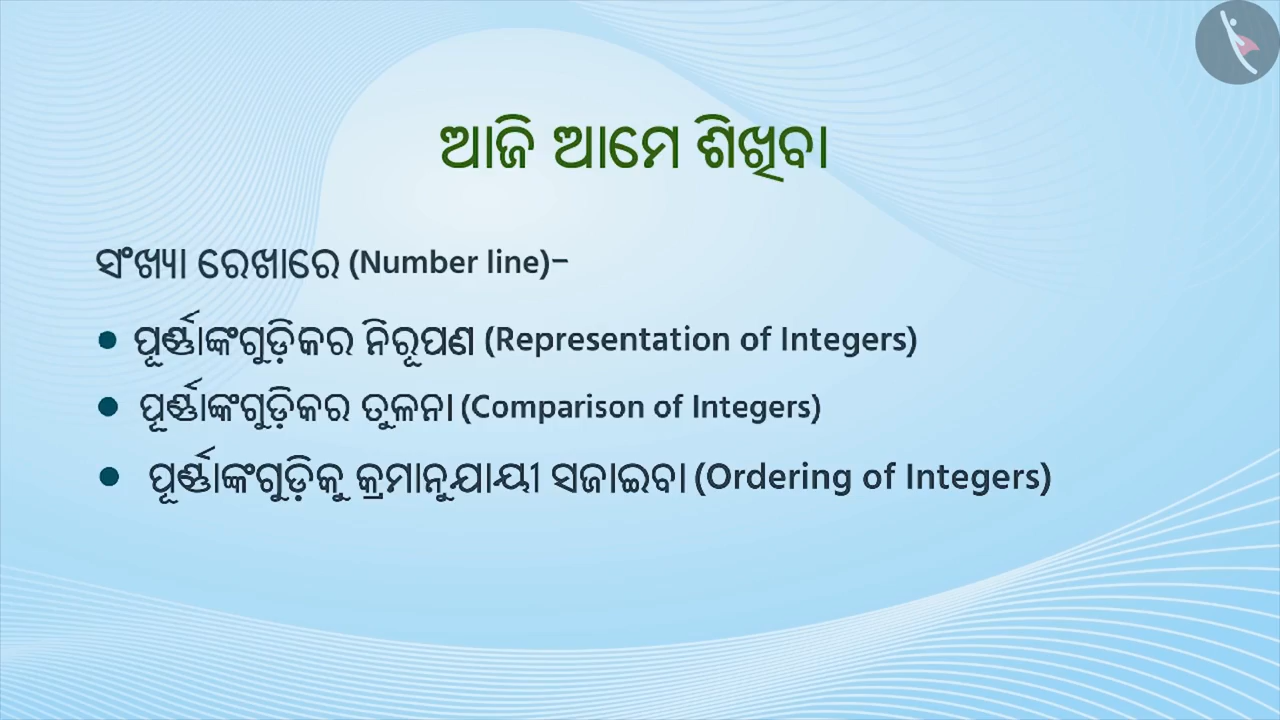 ଆଜି ଆମେ ଶିଖିବା
ସଂଖ୍ୟା ରେଖାରେ (Number line)–
• ପୂର୍ଣ୍ଣାଙ୍କଗୁଡ଼ିକର ନିରୂପଣ (Representation of Integers)
• ପୂର୍ଣ୍ଣାଙ୍କଗୁଡ଼ିକର ତୁଳନା (Comparison of Integers)
• ପୂର୍ଣ୍ଣାଙ୍କଗୁଡ଼ିକୁ କ୍ରମାନୁଯାୟୀ ସଜାଇବା (Ordering of Integers)